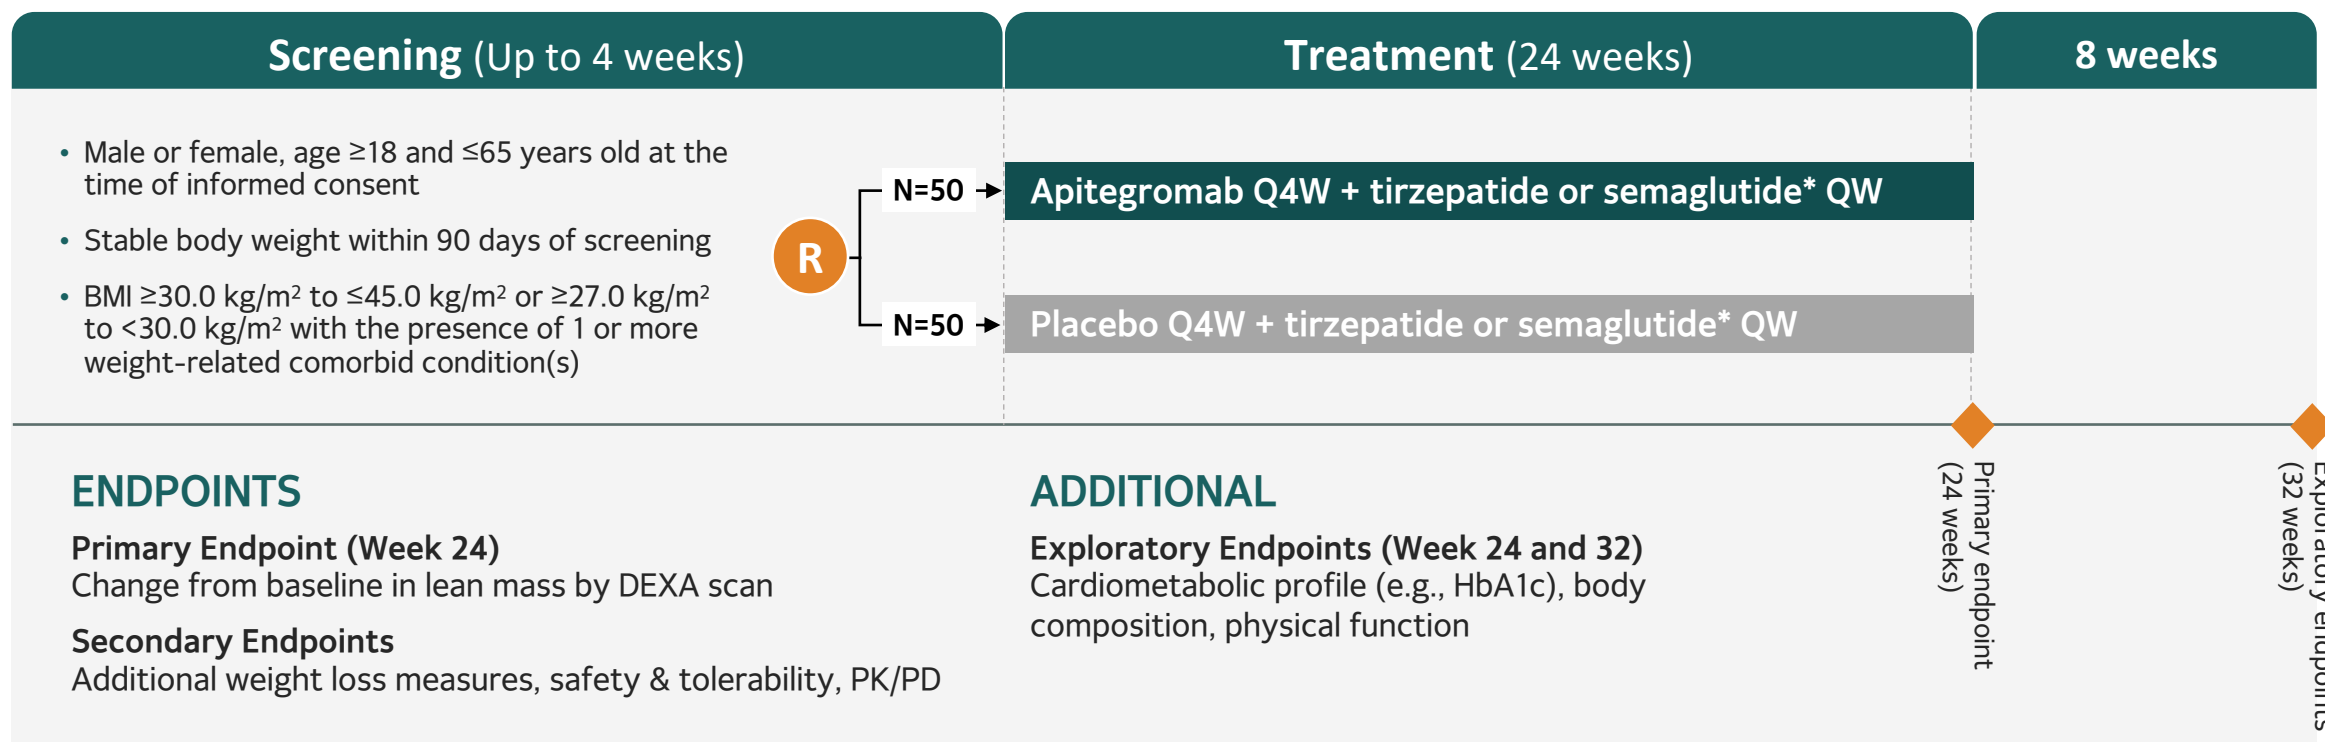 Screening (Up to 4 weeks)
Treatment (24 weeks)
8 weeks
• Male or female, age ≥18 and ≤65 years old at the
time of informed consent
• Stable body weight within 90 days of screening
• BMI ≥30.0 kg/m² to ≤45.0 kg/m² or ≥27.0 kg/m²
to <30.0 kg/m² with the presence of 1 or more
weight-related comorbid condition(s)
R
N=50
Apitegromab Q4W + tirzepatide or semaglutide* QW
N=50
Placebo Q4W + tirzepatide or semaglutide* QW
ENDPOINTS
Primary Endpoint (Week 24)
Change from baseline in lean mass by DEXA scan
Secondary Endpoints
Additional weight loss measures, safety & tolerability, PK/PD
ADDITIONAL
Exploratory Endpoints (Week 24 and 32)
Cardiometabolic profile (e.g., HbA1c), body
composition, physical function
Primary endpoint
(24 weeks)
Exploratory endpoints
(32 weeks)